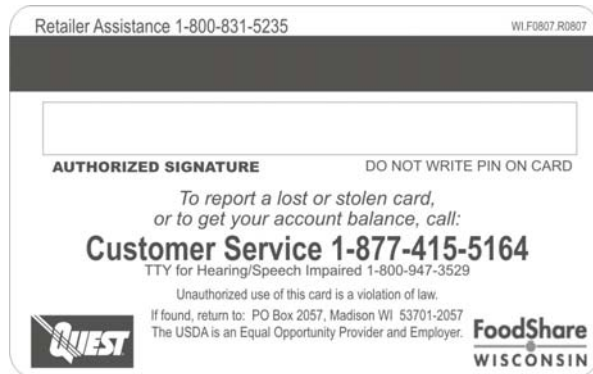 Retailer Assistance 1-800-831-5235 WI.F0807.R0807
AUTHORIZED SIGNATURE DO NOT WRITE PIN ON CARD
To report a lost or stolen card,
or to get your account balance, call:
Customer Service 1-877-415-5164
TTY for Hearing/Speech Impaired 1-800-947-3529
Unauthorized use of this card is a violation of law.
If found, return to: PO Box 2057, Madison WI 53701-2057
The USDA is an Equal Opportunity Provider and Employer.
QUEST
FoodShare
WISCONSIN